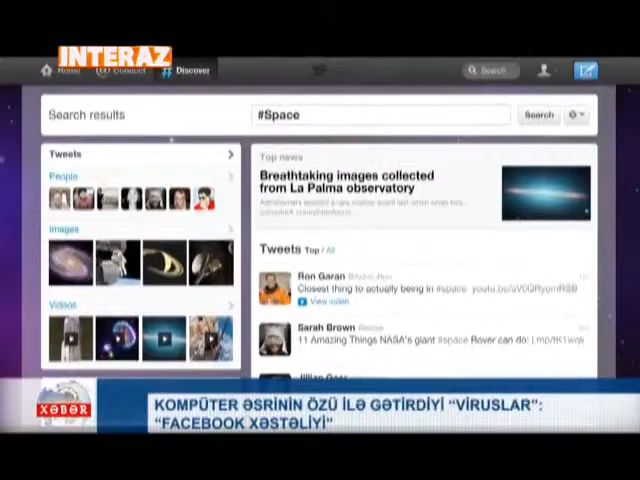 INTERAZ
Home @ Connect # Discover Search
Search results #Space Search
Tweets
People
Images
Videos
Top news
Breathtaking images collected
from La Palma observatory
Tweets Top / All
Ron Garan
Closest thing to actually being in #space
View video
Sarah Brown
11 Amazing Things NASA's giant #space Rover can do:
XƏBƏR
KOMPÜTER ƏSRİNİN ÖZÜ İLƏ GƏTİRDİYİ "VİRUSLAR":
"FACEBOOK XƏSTƏLİYİ"